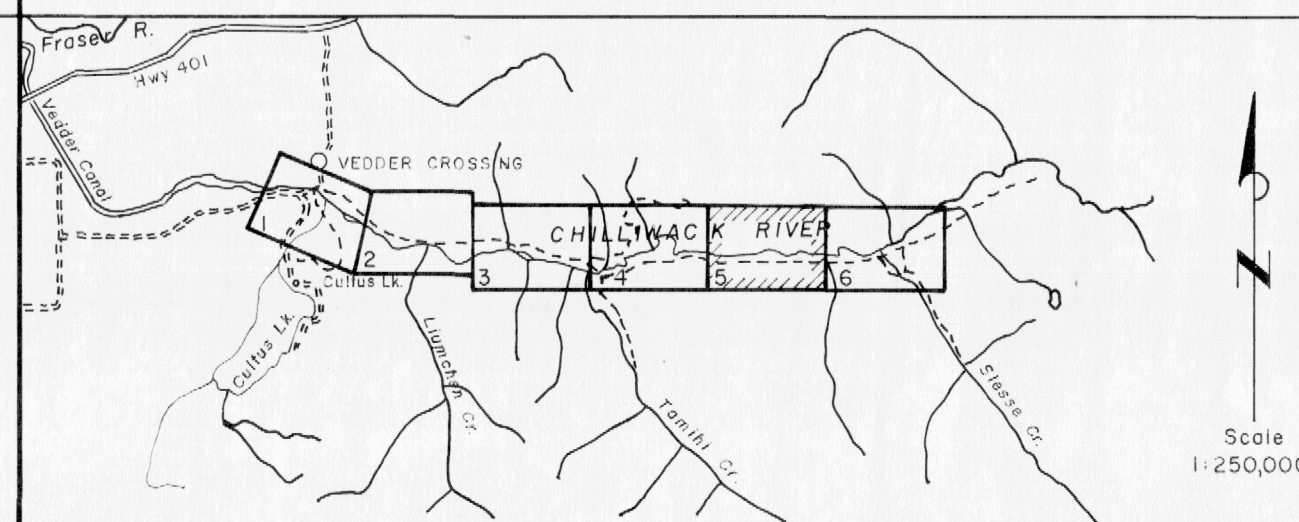 Fraser R.
Hwy 401
Vedder Canal
VEDDER CROSSING
CHILLIWACK RIVER
1
2
3
4
5
6
Cultus Lk.
Cultus Lk.
Liumchen Cr.
Tamihi Cr.
Slesse Cr.
N
Scale
1:250,000